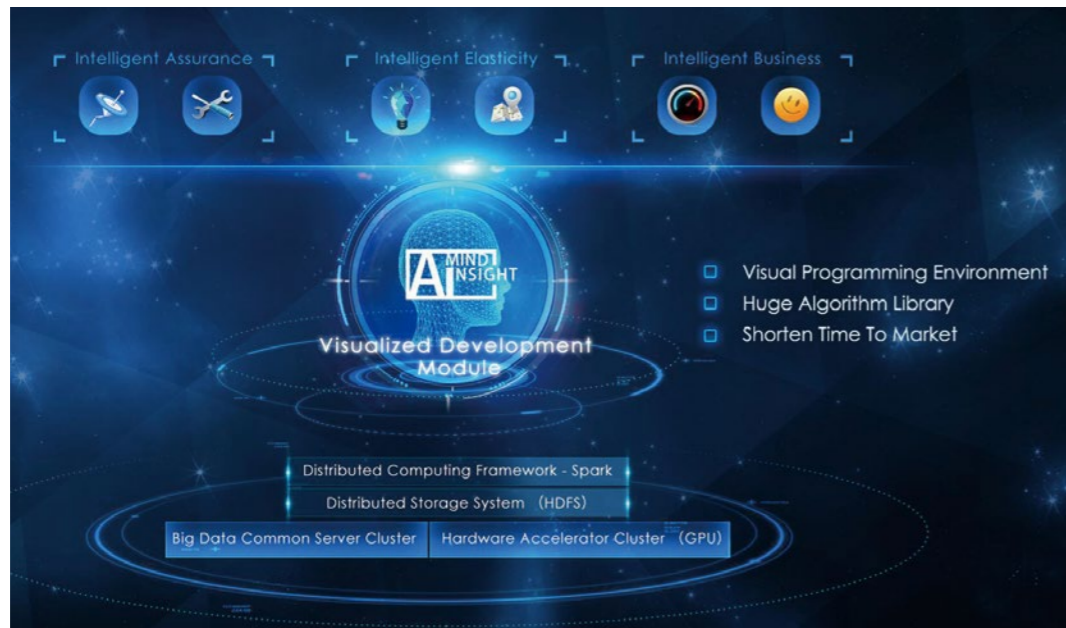 Intelligent Assurance
Intelligent Elasticity
Intelligent Business
AI MIND INSIGHT
Visualized Development
Module
Visual Programming Environment
Huge Algorithm Library
Shorten Time To Market
Distributed Computing Framework - Spark
Distributed Storage System （HDFS）
Big Data Common Server Cluster
Hardware Accelerator Cluster （GPU）